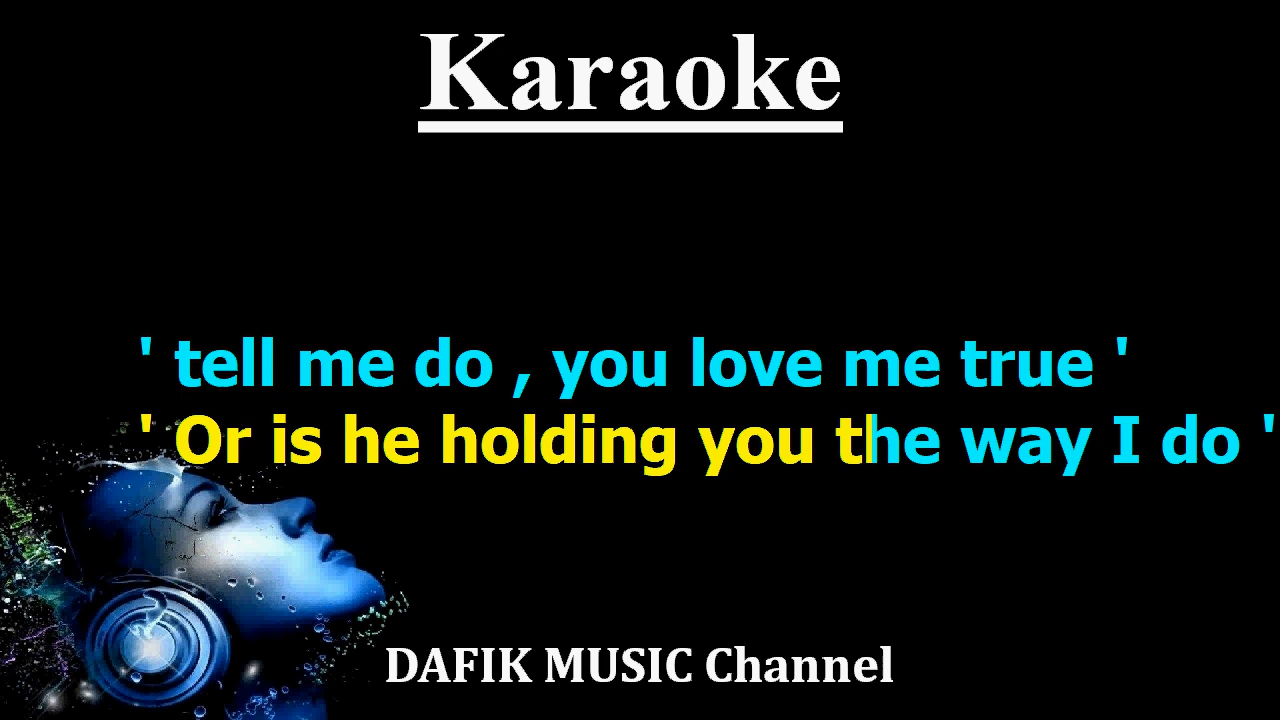 Karaoke
' tell me do , you love me true '
' Or is he holding you the way I do '
DAFIK MUSIC Channel